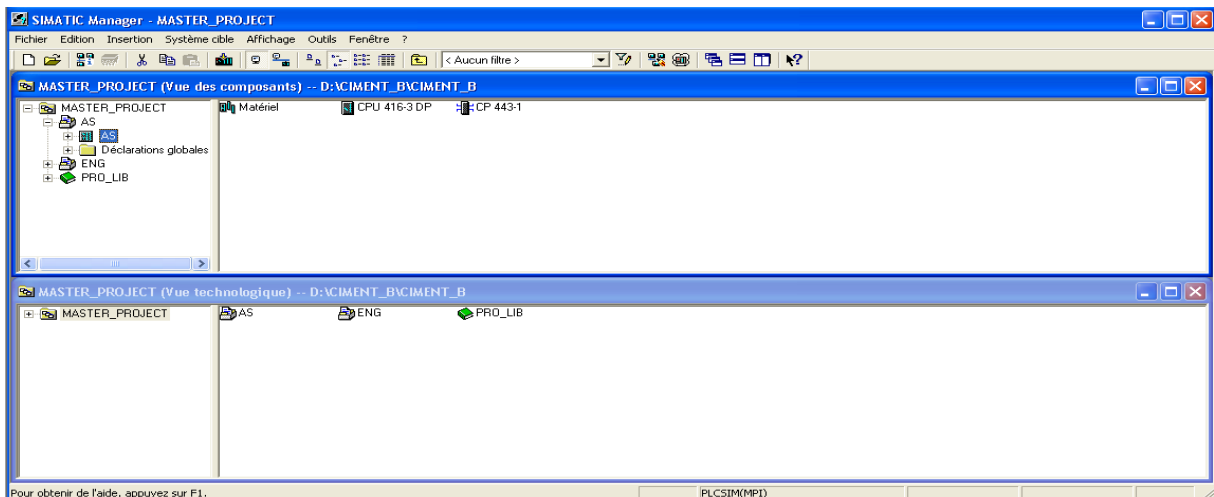 SIMATIC Manager - MASTER_PROJECT
Fichier Edition Insertion Système cible Affichage Outils Fenêtre ?
< Aucun filtre >
MASTER_PROJECT (Vue des composants) -- D:\CIMENT_B\CIMENT_B
MASTER_PROJECT
AS
AS
Déclarations globales
ENG
PRO_LIB
Matériel CPU 416-3 DP CP 443-1
MASTER_PROJECT (Vue technologique) -- D:\CIMENT_B\CIMENT_B
MASTER_PROJECT
AS ENG PRO_LIB
Pour obtenir de l'aide, appuyez sur F1.
PLCSIM(MPI)